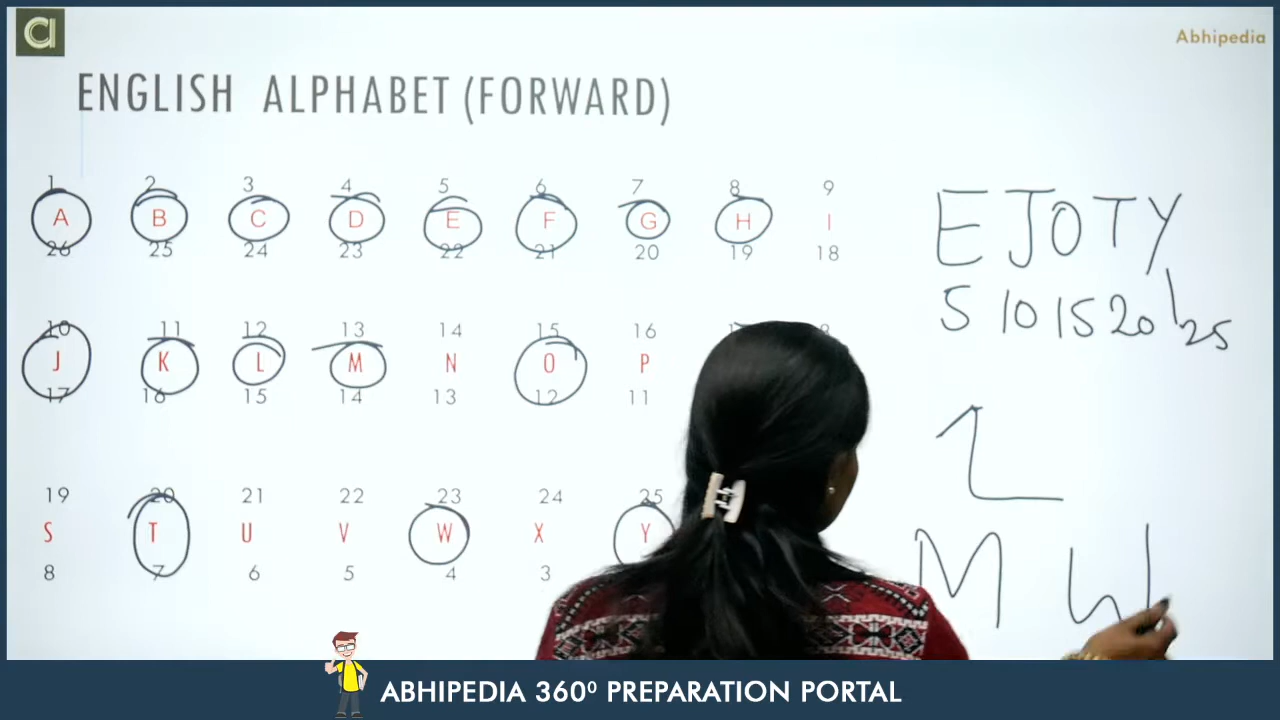 Abhipedia
ENGLISH ALPHABET (FORWARD)
1 2 3 4 5 6 7 8 9
A B C D E F G H I
26 25 24 23 22 21 20 19 18
10 11 12 13 14 15 16
J K L M N O P
17 16 15 14 13 12 11
19 20 21 22 23 24 25
S T U V W X Y
8 7 6 5 4 3
EJOTY
5 10 15 20 25
M W
ABHIPEDIA 360⁰ PREPARATION PORTAL